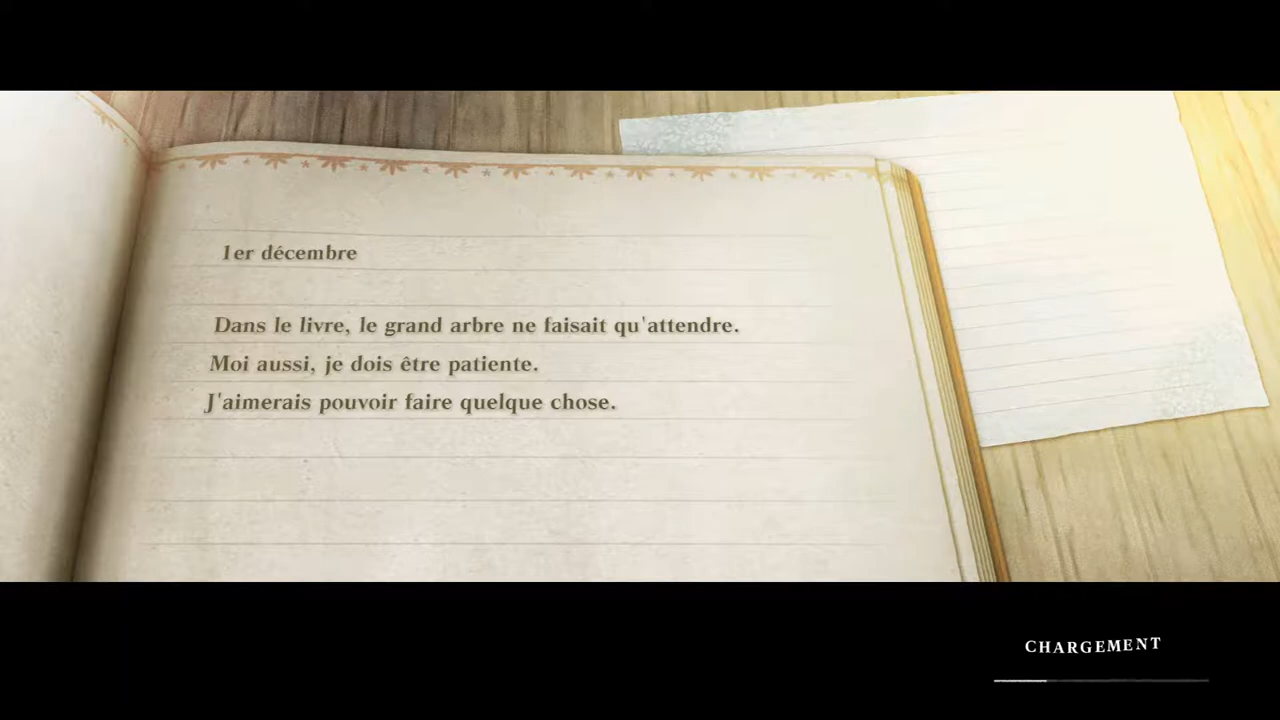 1er décembre
Dans le livre, le grand arbre ne faisait qu'attendre.
Moi aussi, je dois être patiente.
J'aimerais pouvoir faire quelque chose.
CHARGEMENT